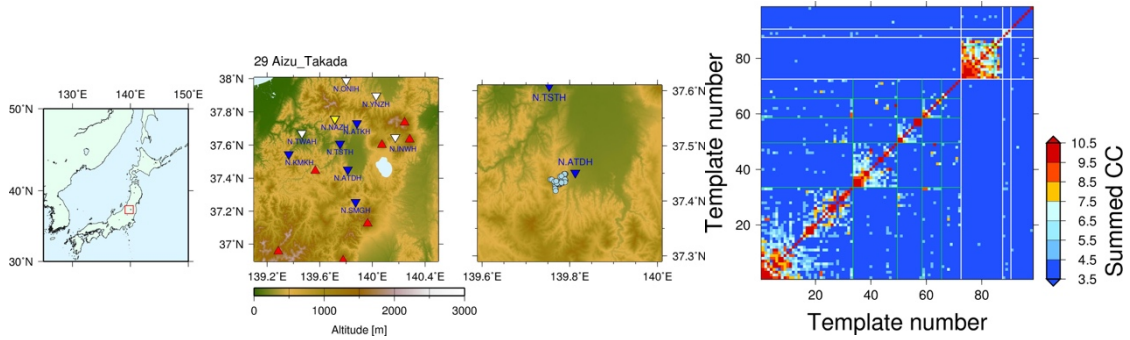 29 Aizu_Takada
130˚E 140˚E 150˚E
50˚N
40˚N
30˚N
38˚N
37.8˚N
37.6˚N
37.4˚N
37.2˚N
37˚N
139.2˚E 139.6˚E 140˚E 140.4˚E
N.ONIH
N.YNZH
N.NAZH
N.ATKH
N.TWAH
N.INWH
N.TSTH
N.KMKH
N.ATDH
N.SMGH
0 1000 2000 3000
Altitude [m]
N.TSTH
N.ATDH
37.6˚N
37.5˚N
37.4˚N
37.3˚N
139.6˚E 139.8˚E 140˚E
Template number
80
60
40
20
20 40 60 80
Template number
10.5
9.5
8.5
7.5
6.5
5.5
4.5
3.5
Summed CC